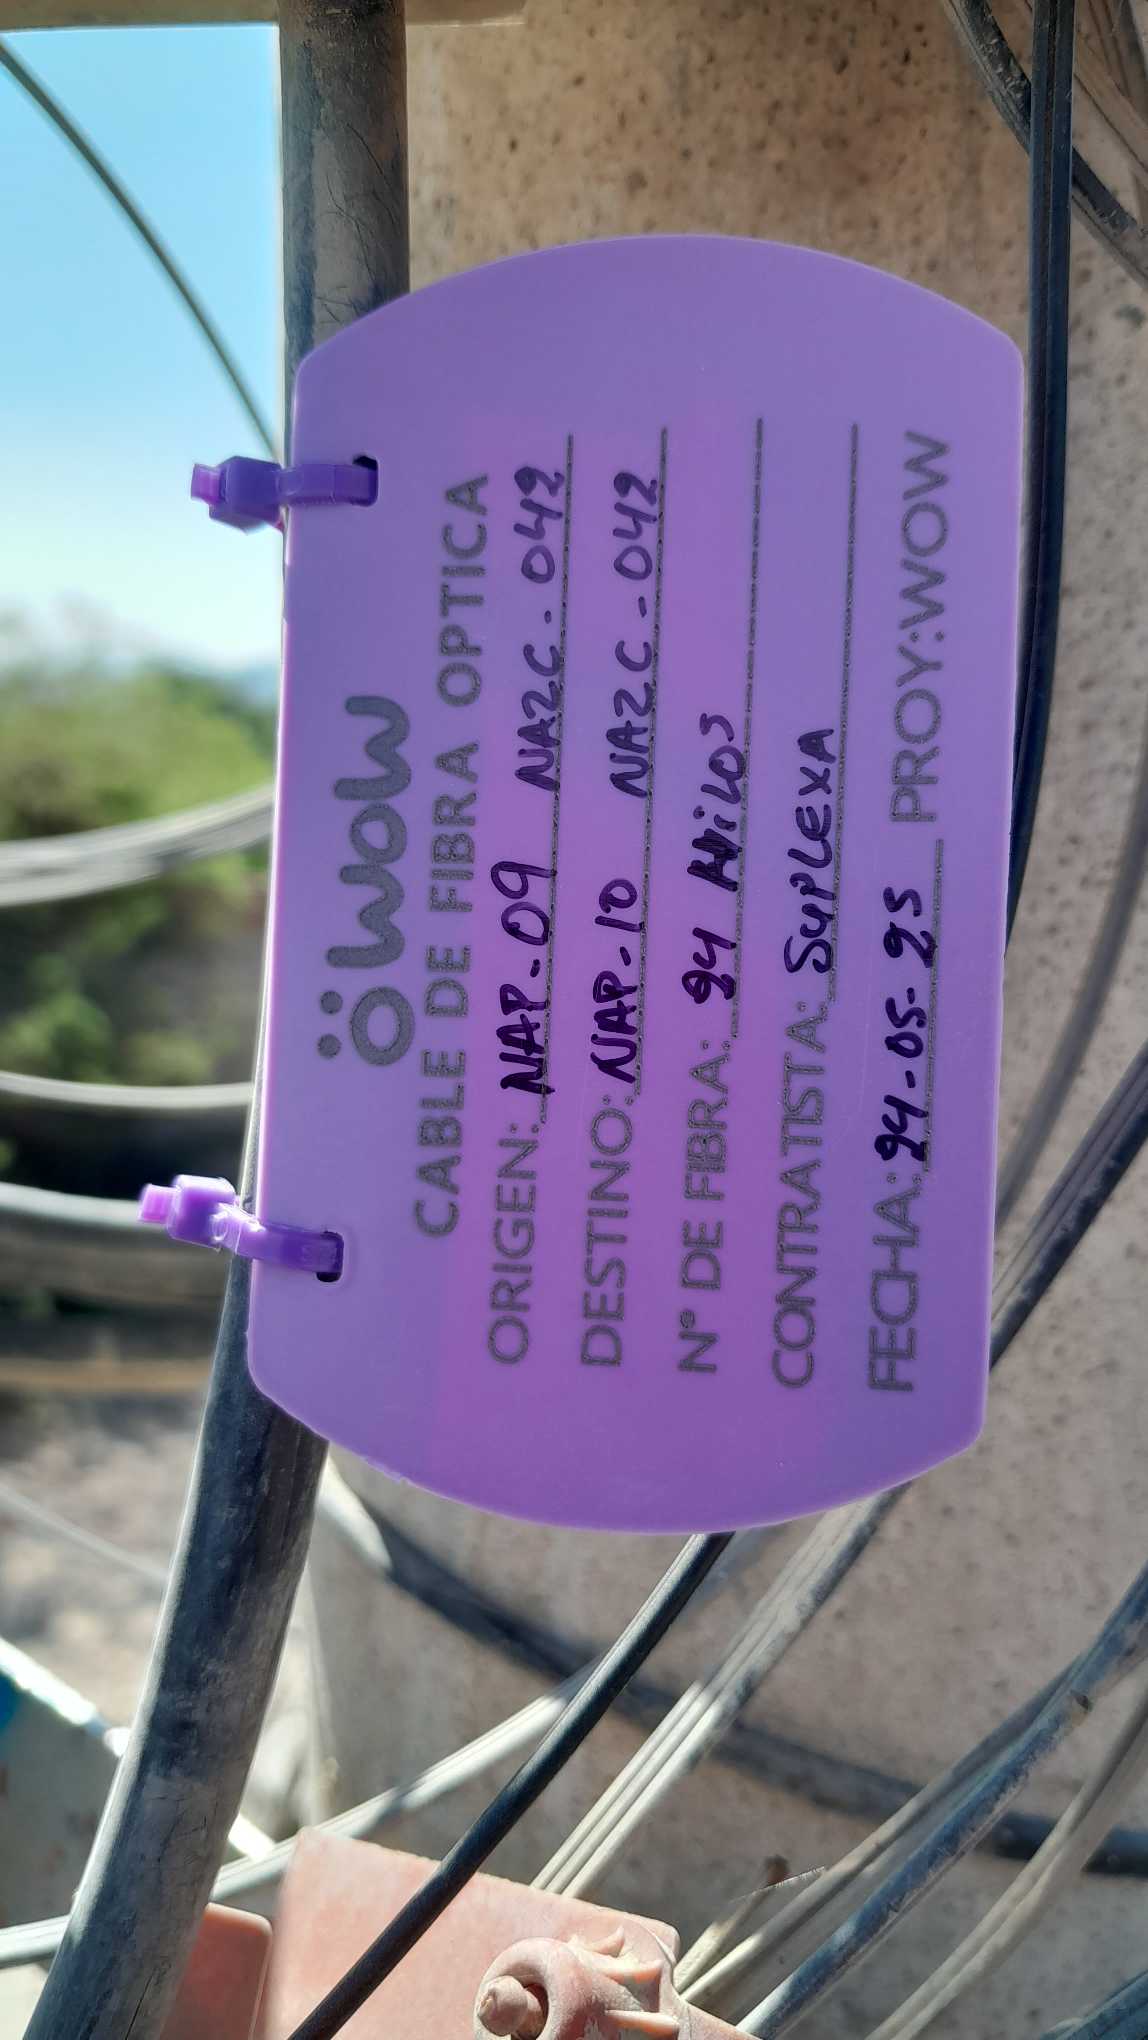 WOW
CABLE DE FIBRA OPTICA
ORIGEN: NAP-09 NAZC-042
DESTINO: NAP-10 NAZC-042
N° DE FIBRA: 24 Hilos
CONTRATISTA: SUPLEXA
FECHA: 24-05-25 PROY:WOW